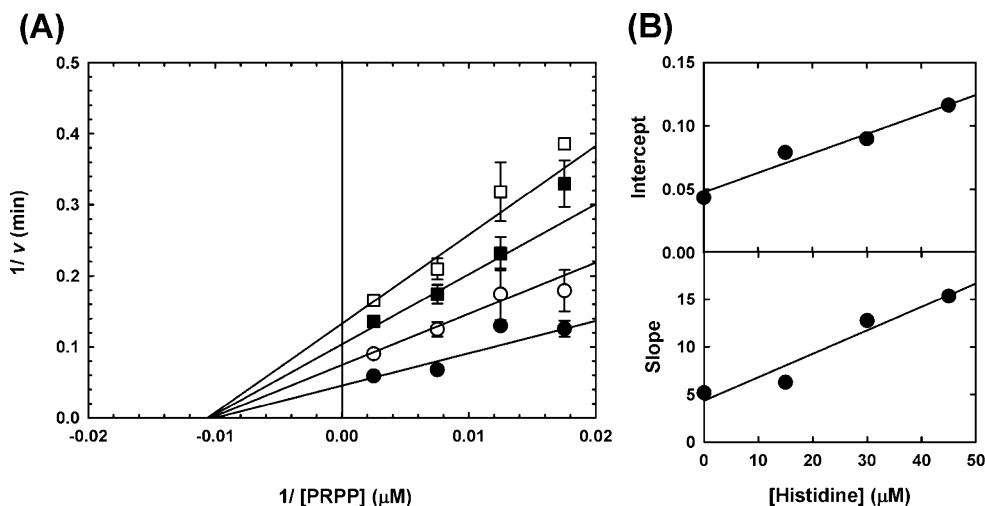 (A)
0.5
0.4
0.3
0.2
0.1
0.0
1/ v (min)
-0.02 -0.01 0.00 0.01 0.02
1/ [PRPP] (μM)
(B)
0.15
0.10
0.05
0.00
Intercept
15
10
5
0
Slope
0 10 20 30 40 50
[Histidine] (μM)